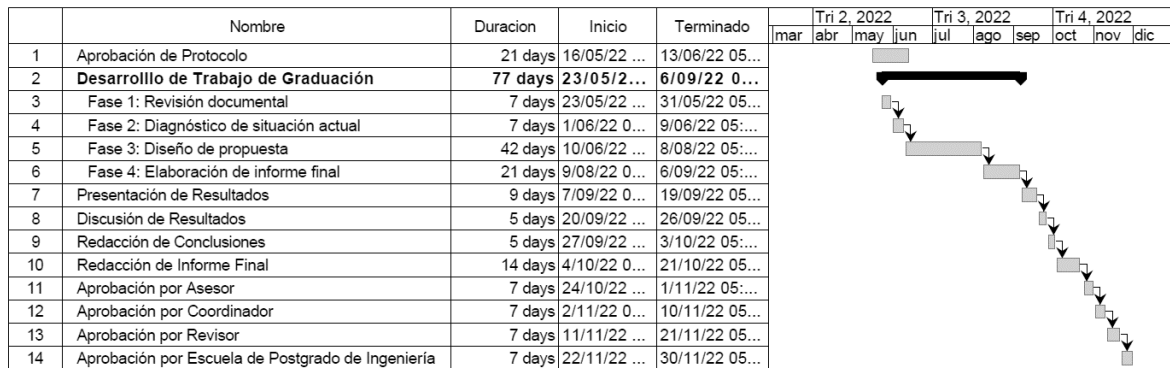 Nombre Duracion Inicio Terminado Tri 2, 2022 Tri 3, 2022 Tri 4, 2022
mar abr may jun jul ago sep oct nov dic
1 Aprobación de Protocolo 21 days 16/05/22 ... 13/06/22 05...
2 Desarrolllo de Trabajo de Graduación 77 days 23/05/2... 6/09/22 0...
3 Fase 1: Revisión documental 7 days 23/05/22 ... 31/05/22 05...
4 Fase 2: Diagnóstico de situación actual 7 days 1/06/22 0... 9/06/22 05:...
5 Fase 3: Diseño de propuesta 42 days 10/06/22 ... 8/08/22 05:...
6 Fase 4: Elaboración de informe final 21 days 9/08/22 0... 6/09/22 05:...
7 Presentación de Resultados 9 days 7/09/22 0... 19/09/22 05...
8 Discusión de Resultados 5 days 20/09/22 ... 26/09/22 05...
9 Redacción de Conclusiones 5 days 27/09/22 ... 3/10/22 05:...
10 Redacción de Informe Final 14 days 4/10/22 0... 21/10/22 05...
11 Aprobación por Asesor 7 days 24/10/22 ... 1/11/22 05:...
12 Aprobación por Coordinador 7 days 2/11/22 0... 10/11/22 05...
13 Aprobación por Revisor 7 days 11/11/22 ... 21/11/22 05...
14 Aprobación por Escuela de Postgrado de Ingeniería 7 days 22/11/22 ... 30/11/22 05...